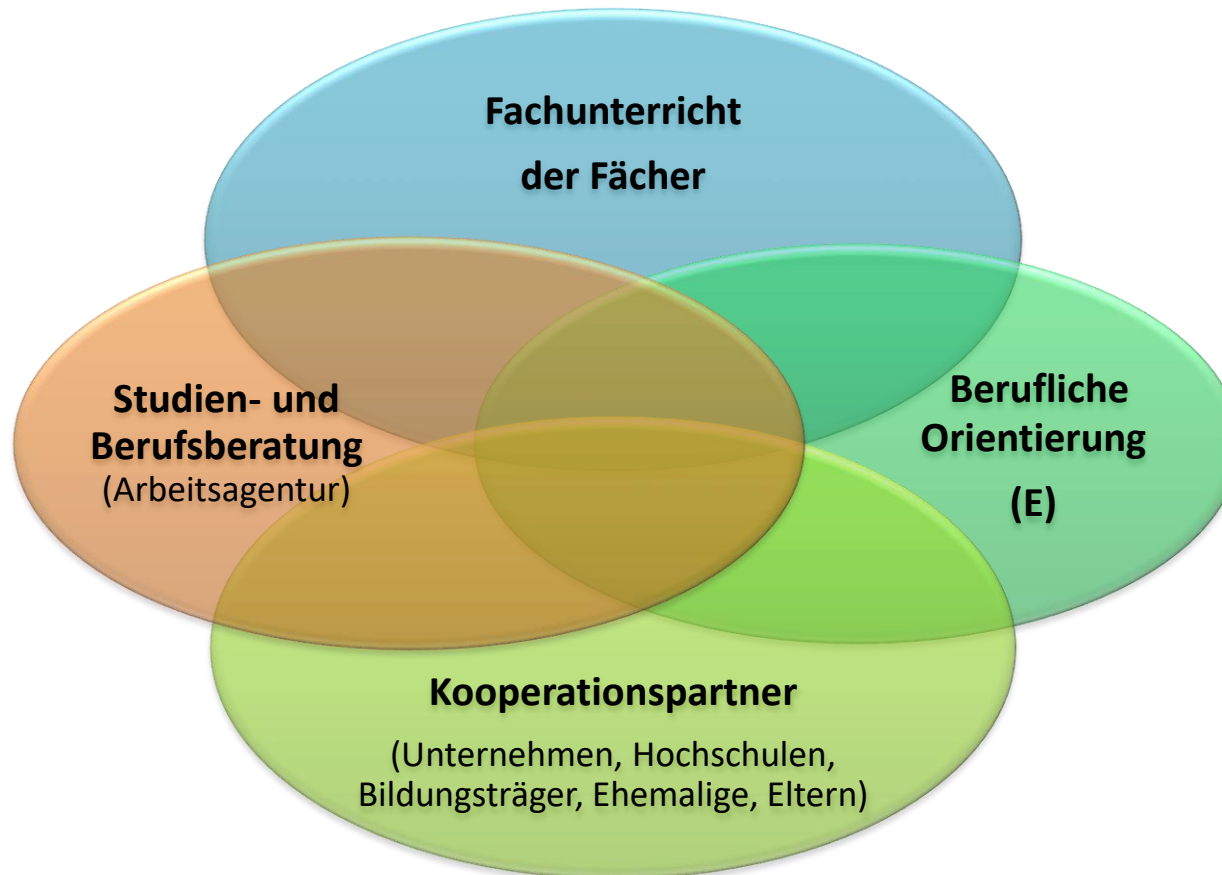 Fachunterricht
der Fächer
Studien- und
Berufsberatung
(Arbeitsagentur)
Berufliche
Orientierung
(E)
Kooperationspartner
(Unternehmen, Hochschulen,
Bildungsträger, Ehemalige, Eltern)